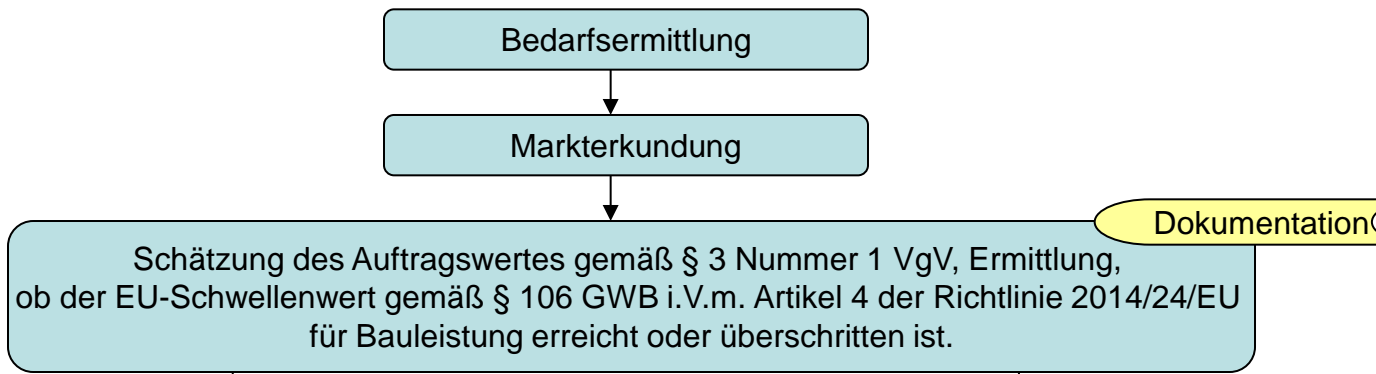 Bedarfsermittlung
Markterkundung
Dokumentation
Schätzung des Auftragswertes gemäß § 3 Nummer 1 VgV, Ermittlung,
ob der EU-Schwellenwert gemäß § 106 GWB i.V.m. Artikel 4 der Richtlinie 2014/24/EU
für Bauleistung erreicht oder überschritten ist.